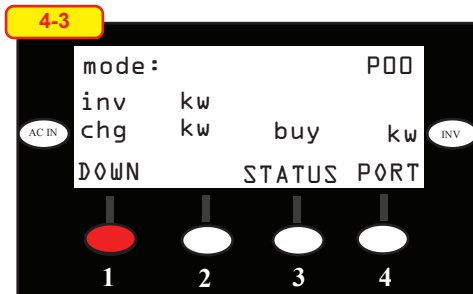 4-3
mode: P00
inv kw
AC IN chg kw buy kw INV
DOWN STATUS PORT
1 2 3 4